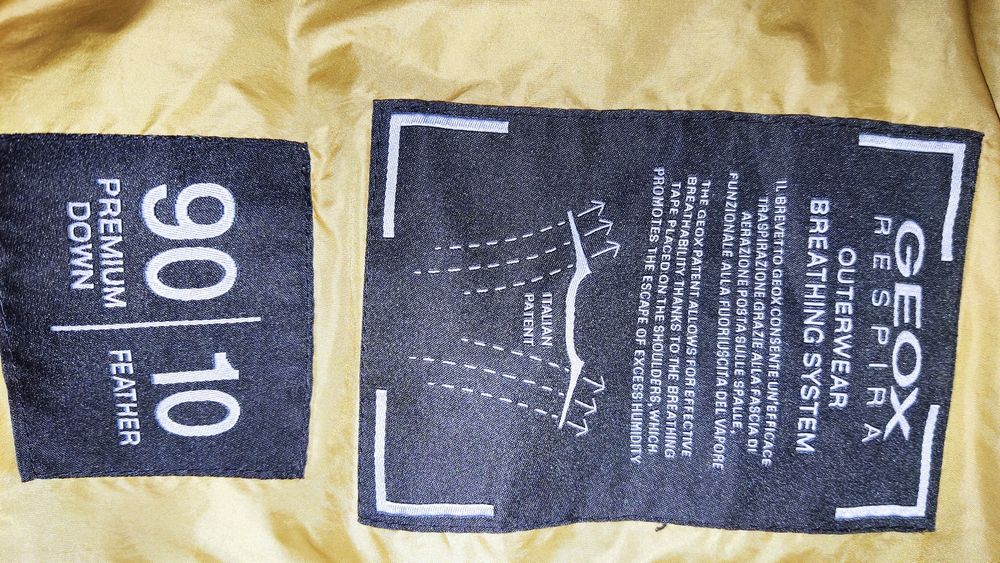 GEOX
RESPIRA
OUTERWEAR
BREATHING SYSTEM
IL BREVETTO GEOX CONSENTE UN'EFFICACE
TRASPIRAZIONE GRAZIE ALLA FASCIA DI
AERAZIONE POSTA SULLE SPALLE,
FUNZIONALE ALLA FUORIUSCITA DEL VAPORE
THE GEOX PATENT ALLOWS FOR EFFECTIVE
BREATHABILITY THANKS TO THE BREATHING
TAPE PLACED ON THE SHOULDERS, WHICH
PROMOTES THE ESCAPE OF EXCESS HUMIDITY
ITALIAN
PATENT
90 10
PREMIUM FEATHER
DOWN